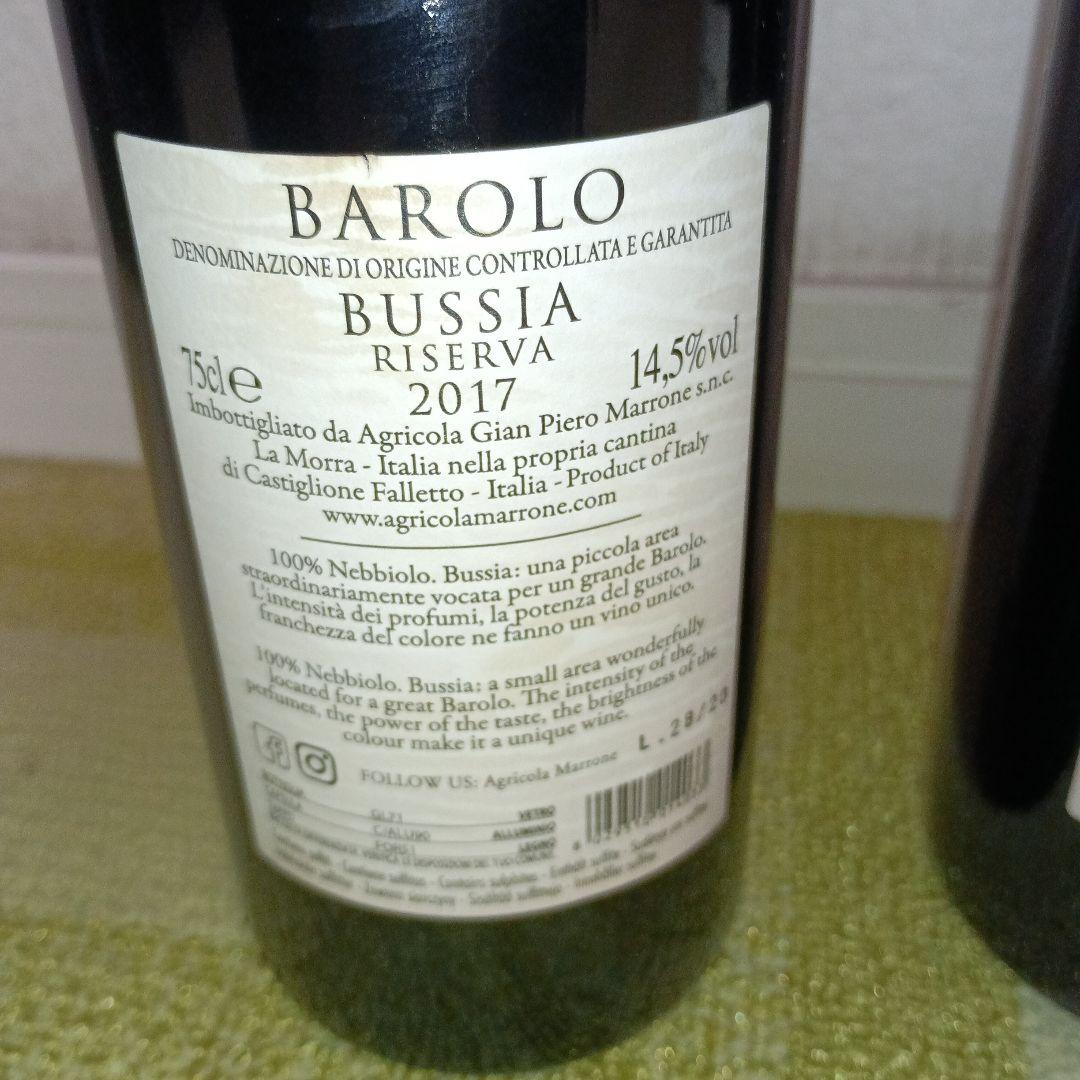 BAROLO
DENOMINAZIONE DI ORIGINE CONTROLLATA E GARANTITA
BUSSIA
RISERVA
75cl e 2017 14,5%vol
Imbottigliato da Agricola Gian Piero Marrone s.n.c.
La Morra - Italia nella propria cantina
di Castiglione Falletto - Italia - Product of Italy
www.agricolamarrone.com
100% Nebbiolo. Bussia: una piccola area
straordinariamente vocata per un grande Barolo.
L'intensità dei profumi, la potenza del gusto, la
franchezza del colore ne fanno un vino unico.
100% Nebbiolo. Bussia: a small area wonderfully
located for a great Barolo. The intensity of the
perfumes, the power of the taste, the brightness of the
colour make it a unique wine.
L.28/20
FOLLOW US: Agricola Marrone
GL71 VETRO
C/ALU90 ALLUMINIO
FOR51 LEGNO